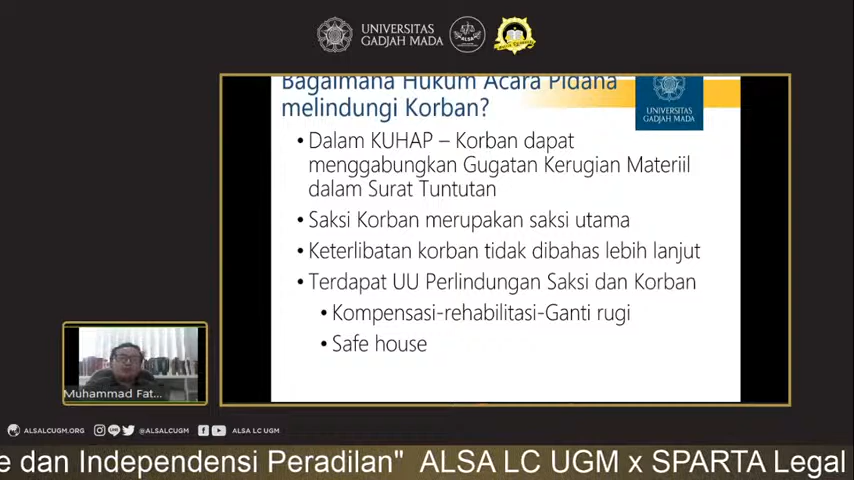 UNIVERSITAS
GADJAH MADA
ALSA
Bagaimana Hukum Acara Pidana
melindungi Korban?
UNIVERSITAS
GADJAH MADA
• Dalam KUHAP – Korban dapat
menggabungkan Gugatan Kerugian Materiil
dalam Surat Tuntutan
• Saksi Korban merupakan saksi utama
• Keterlibatan korban tidak dibahas lebih lanjut
• Terdapat UU Perlindungan Saksi dan Korban
• Kompensasi-rehabilitasi-Ganti rugi
• Safe house
Muhammad Fat...
ALSALCUGM.ORG @ALSALCUGM ALSA LC UGM
e dan Independensi Peradilan" ALSA LC UGM x SPARTA Legal